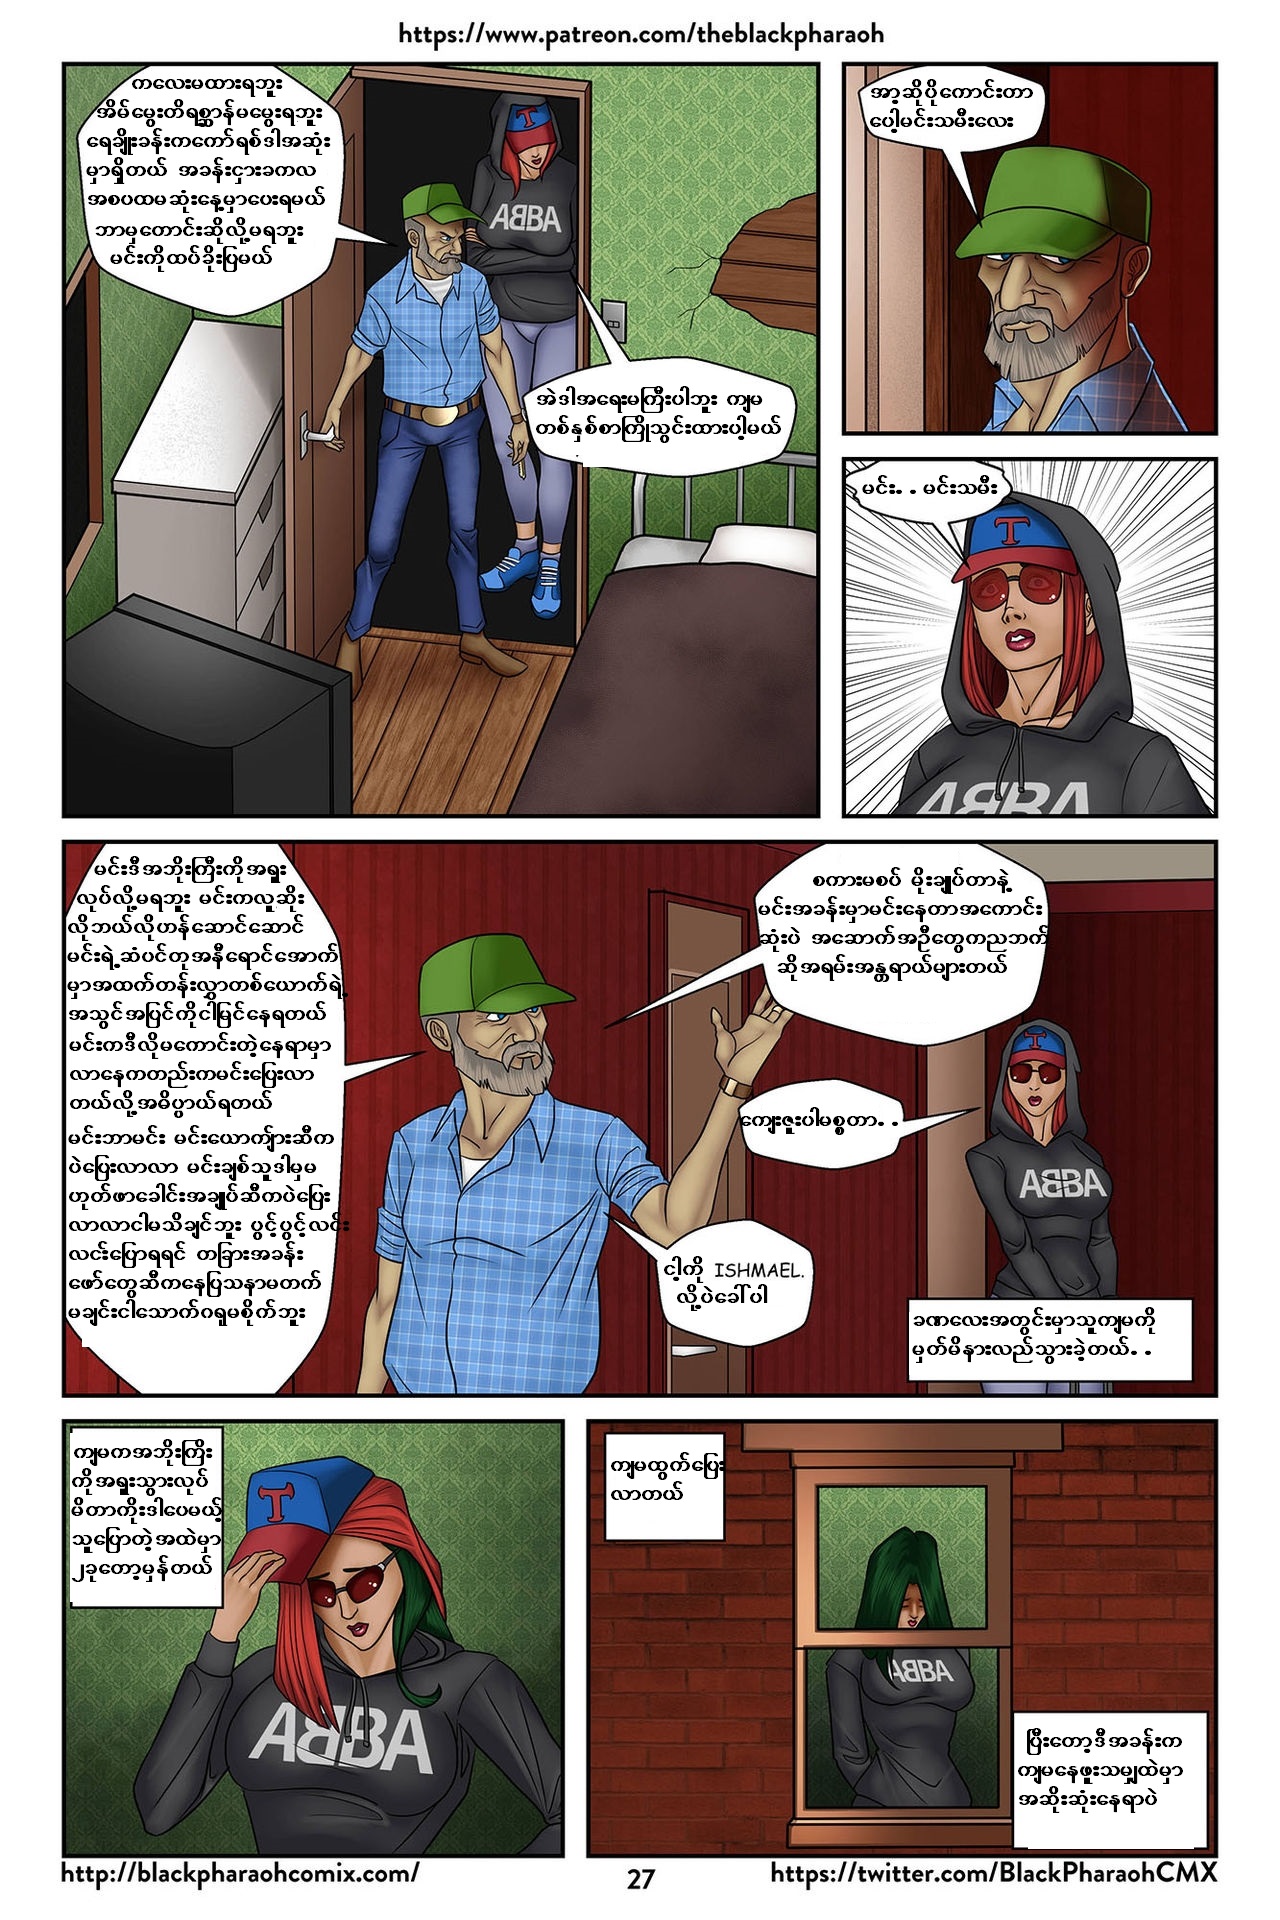 https://www.patreon.com/theblackpharaoh
ကလေးမထားရဘူး
အိမ်မွေးတိရစ္ဆာန်မမွေးရဘူး
ရေချိုးခန်းကကော်ရစ်ဒါအဆုံး
မှာရှိတယ် အခန်းငှားခကလ
အစပထမဆုံးနေ့မှာပေးရမယ်
ဘာမှတောင်းဆိုလို့မရဘူး
မင်းကိုထပ်ခိုးပြမယ်
T
ABBA
အဲဒါအရေးမကြီးပါဘူး ကျမ
တစ်နှစ်စာကြိုသွင်းထားပါ့မယ်
အာ့ဆိုပိုကောင်းတာ
ပေါ့မင်းသမီးလေး
မင်း. . မင်းသမီး
T
ABBA
မင်းဒီအဘိုးကြီးကိုအရူး
လုပ်လို့မရဘူး မင်းကလူဆိုး
လိုဘယ်လိုဟန်ဆောင်ဆောင်
မင်းရဲ့ဆံပင်တုအနီရောင်အောက်
မှာအထက်တန်းလွှာတစ်ယောက်ရဲ့
အသွင်အပြင်ကိုငါမြင်နေရတယ်
မင်းကဒီလိုမကောင်းတဲ့နေရာမှာ
လာနေကတည်းကမင်းပြေးလာ
တယ်လို့အဓိပ္ပာယ်ရတယ်
မင်းဘာမင်း မင်းယောကျ်ားဆီက
ပဲပြေးလာလာ မင်းချစ်သူဒါမှမ
ဟုတ်ဖာခေါင်းအချုပ်ဆီကပဲပြေး
လာလာငါမသိချင်ဘူး ပွင့်ပွင့်လင်း
လင်းပြောရရင် တခြားအခန်း
ဖော်တွေဆီကနေပြသနာမတက်
မချင်းငါသောက်ဂရုမစိုက်ဘူး
စကားမစပ် မိုးချုပ်တာနဲ့
မင်းအခန်းမှာမင်းနေတာအကောင်း
ဆုံးပဲ အဆောက်အဦတွေကညဘက်
ဆိုအရမ်းအန္တရာယ်များတယ်
ကျေးဇူးပါမစ္စတာ. .
T
ABBA
ငါ့ကို ISHMAEL.
လို့ပဲခေါ်ပါ
ခဏလေးအတွင်းမှာသူကျမကို
မှတ်မိနားလည်သွားခဲ့တယ်. .
ကျမကအဘိုးကြီး
ကိုအရူးသွားလုပ်
မိတာကိုးဒါပေမယ့်
သူပြောတဲ့အထဲမှာ
၂ခုတော့မှန်တယ်
T
ABBA
ကျမထွက်ပြေး
လာတယ်
ABBA
ပြီးတော့ဒီအခန်းက
ကျမနေဖူးသမျှထဲမှာ
အဆိုးဆုံးနေရာပဲ
http://blackpharaohcomix.com/
27
https://twitter.com/BlackPharaohCMX